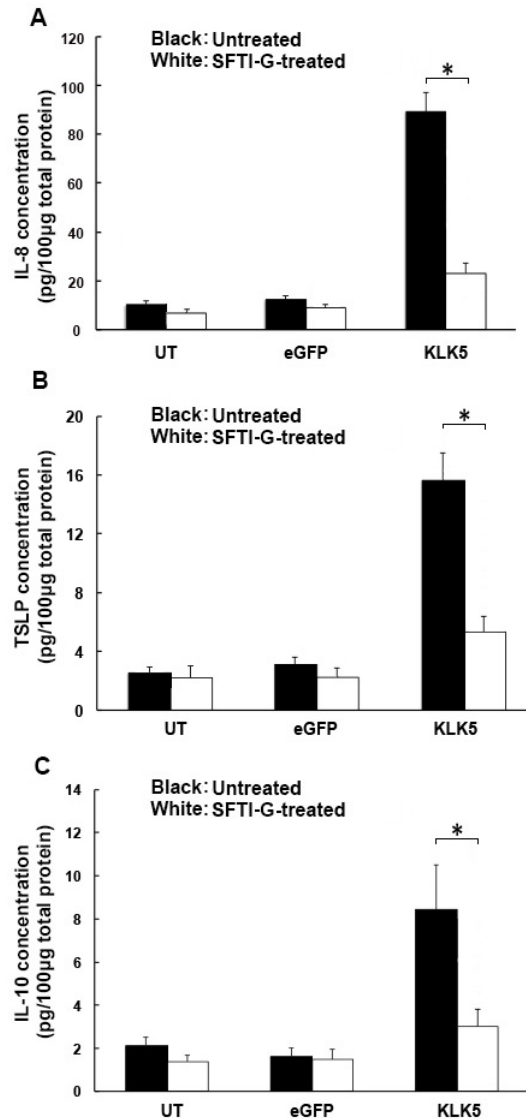 A
Black: Untreated
White: SFTI-G-treated
IL-8 concentration
(pg/100µg total protein)
120
100
80
60
40
20
0
*
UT
eGFP
KLK5
B
Black: Untreated
White: SFTI-G-treated
TSLP concentration
(pg/100µg total protein)
20
16
12
8
4
0
*
UT
eGFP
KLK5
C
Black: Untreated
White: SFTI-G-treated
IL-10 concentration
(pg/100µg total protein)
14
12
10
8
6
4
2
0
*
UT
eGFP
KLK5